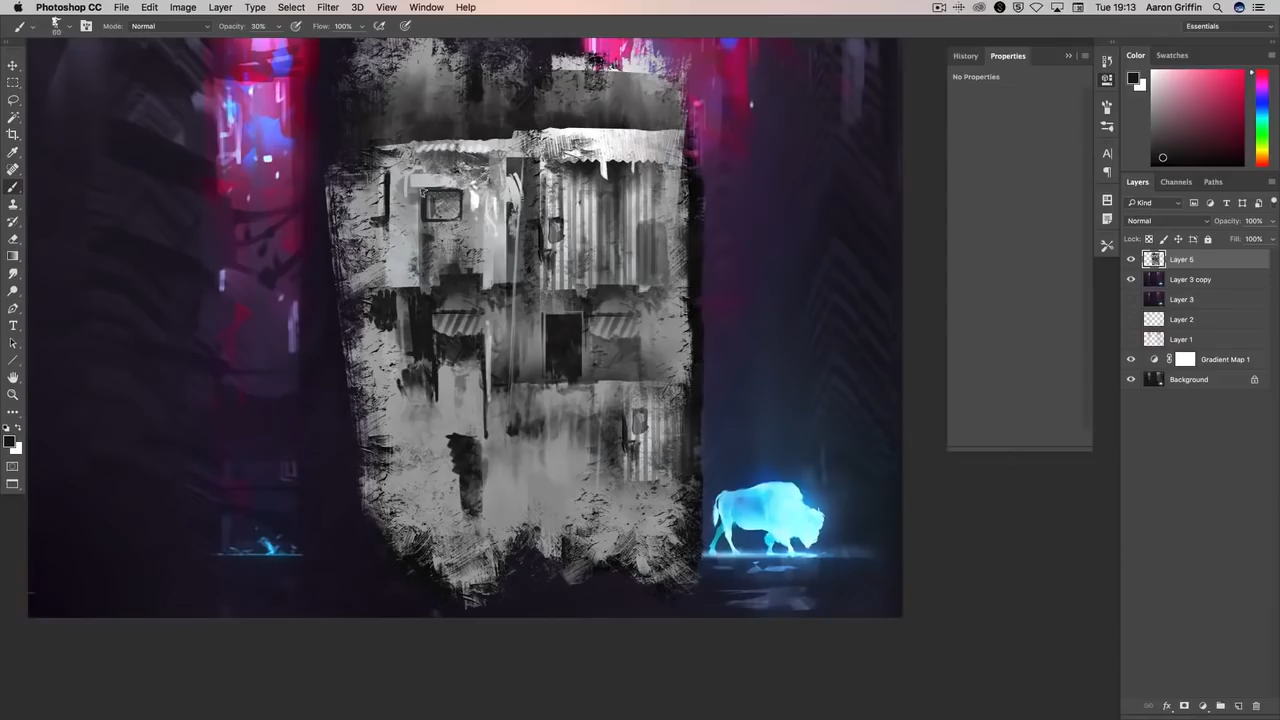 Photoshop CC File Edit Image Layer Type Select Filter 3D View Window Help Tue 19:13 Aaron Griffin
60 Mode: Normal Opacity: 30% Flow: 100% Essentials
History Properties
No Properties
Color Swatches
Layers Channels Paths
Kind
Normal Opacity: 100%
Lock: Fill: 100%
Layer 5
Layer 3 copy
Layer 3
Layer 2
Layer 1
Gradient Map 1
Background